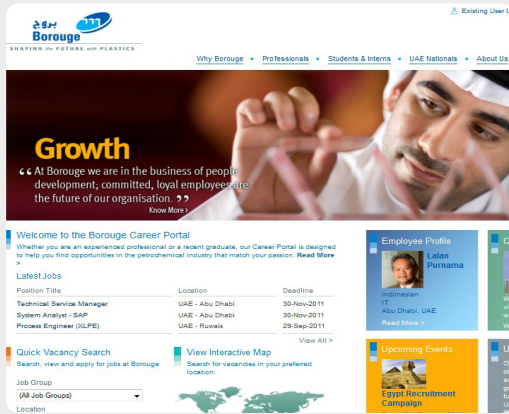 Existing User
بروج
Borouge
SHAPING the FUTURE with PLASTICS
Why Borouge • Professionals • Students & Interns • UAE Nationals • About Us
Growth
“ At Borouge we are in the business of people
development; committed, loyal employees are
the future of our organisation. ”
Know More >
Welcome to the Borouge Career Portal
Whether you are an experienced professional or a recent graduate, our Career Portal is designed
to help you find opportunities in the petrochemical industry that match your passion. Read More
>
Latest Jobs
Position Title Location Deadline
Technical Service Manager UAE - Abu Dhabi 30-Nov-2011
System Analyst - SAP UAE - Abu Dhabi 30-Nov-2011
Process Engineer (XLPE) UAE - Ruwais 29-Sep-2011
View All >
Employee Profile
Lalan
Purnama
Indonesian
IT
Abu Dhabi, UAE
Read More >
Quick Vacancy Search
Search, view and apply for jobs at Borouge
Job Group
(All Job Groups)
Location
View Interactive Map
Search for vacancies in your preferred
location.
Upcoming Events
Egypt Recruitment
Campaign